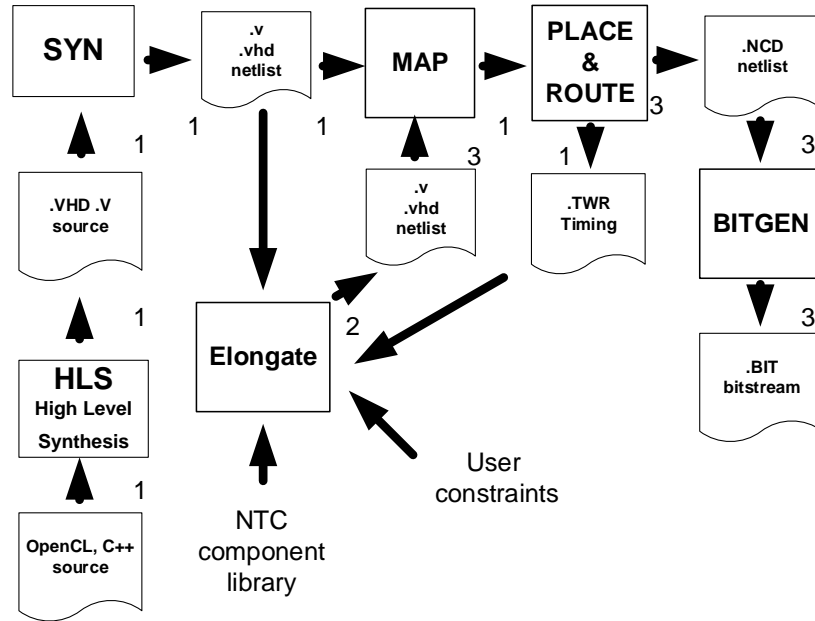 SYN
.v
.vhd
netlist
MAP
PLACE
&
ROUTE
.NCD
netlist
1
1
1
1
3
1
3
3
.VHD .V
source
.v
.vhd
netlist
.TWR
Timing
BITGEN
1
2
3
Elongate
HLS
High Level
Synthesis
.BIT
bitstream
1
User
constraints
NTC
component
library
OpenCL, C++
source